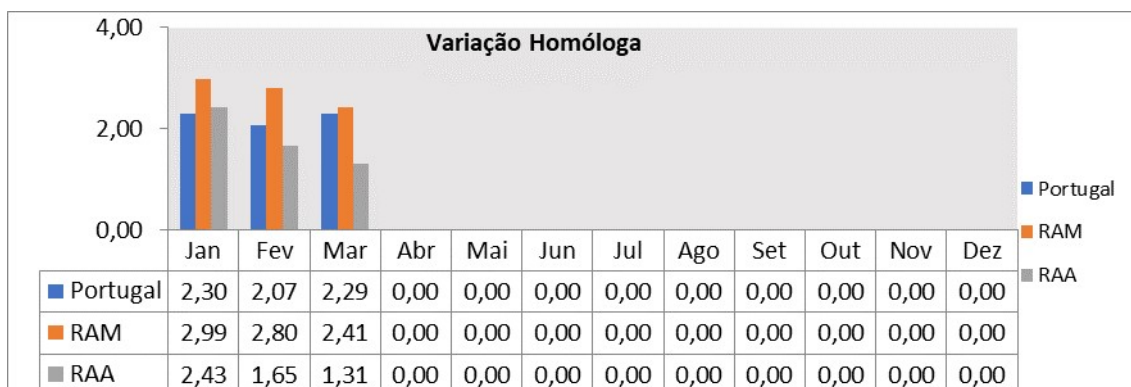 Variação Homóloga
4,00
2,00
0,00
Jan Fev Mar Abr Mai Jun Jul Ago Set Out Nov Dez
Portugal 2,30 2,07 2,29 0,00 0,00 0,00 0,00 0,00 0,00 0,00 0,00 0,00
RAM 2,99 2,80 2,41 0,00 0,00 0,00 0,00 0,00 0,00 0,00 0,00 0,00
RAA 2,43 1,65 1,31 0,00 0,00 0,00 0,00 0,00 0,00 0,00 0,00 0,00
Portugal
RAM
RAA